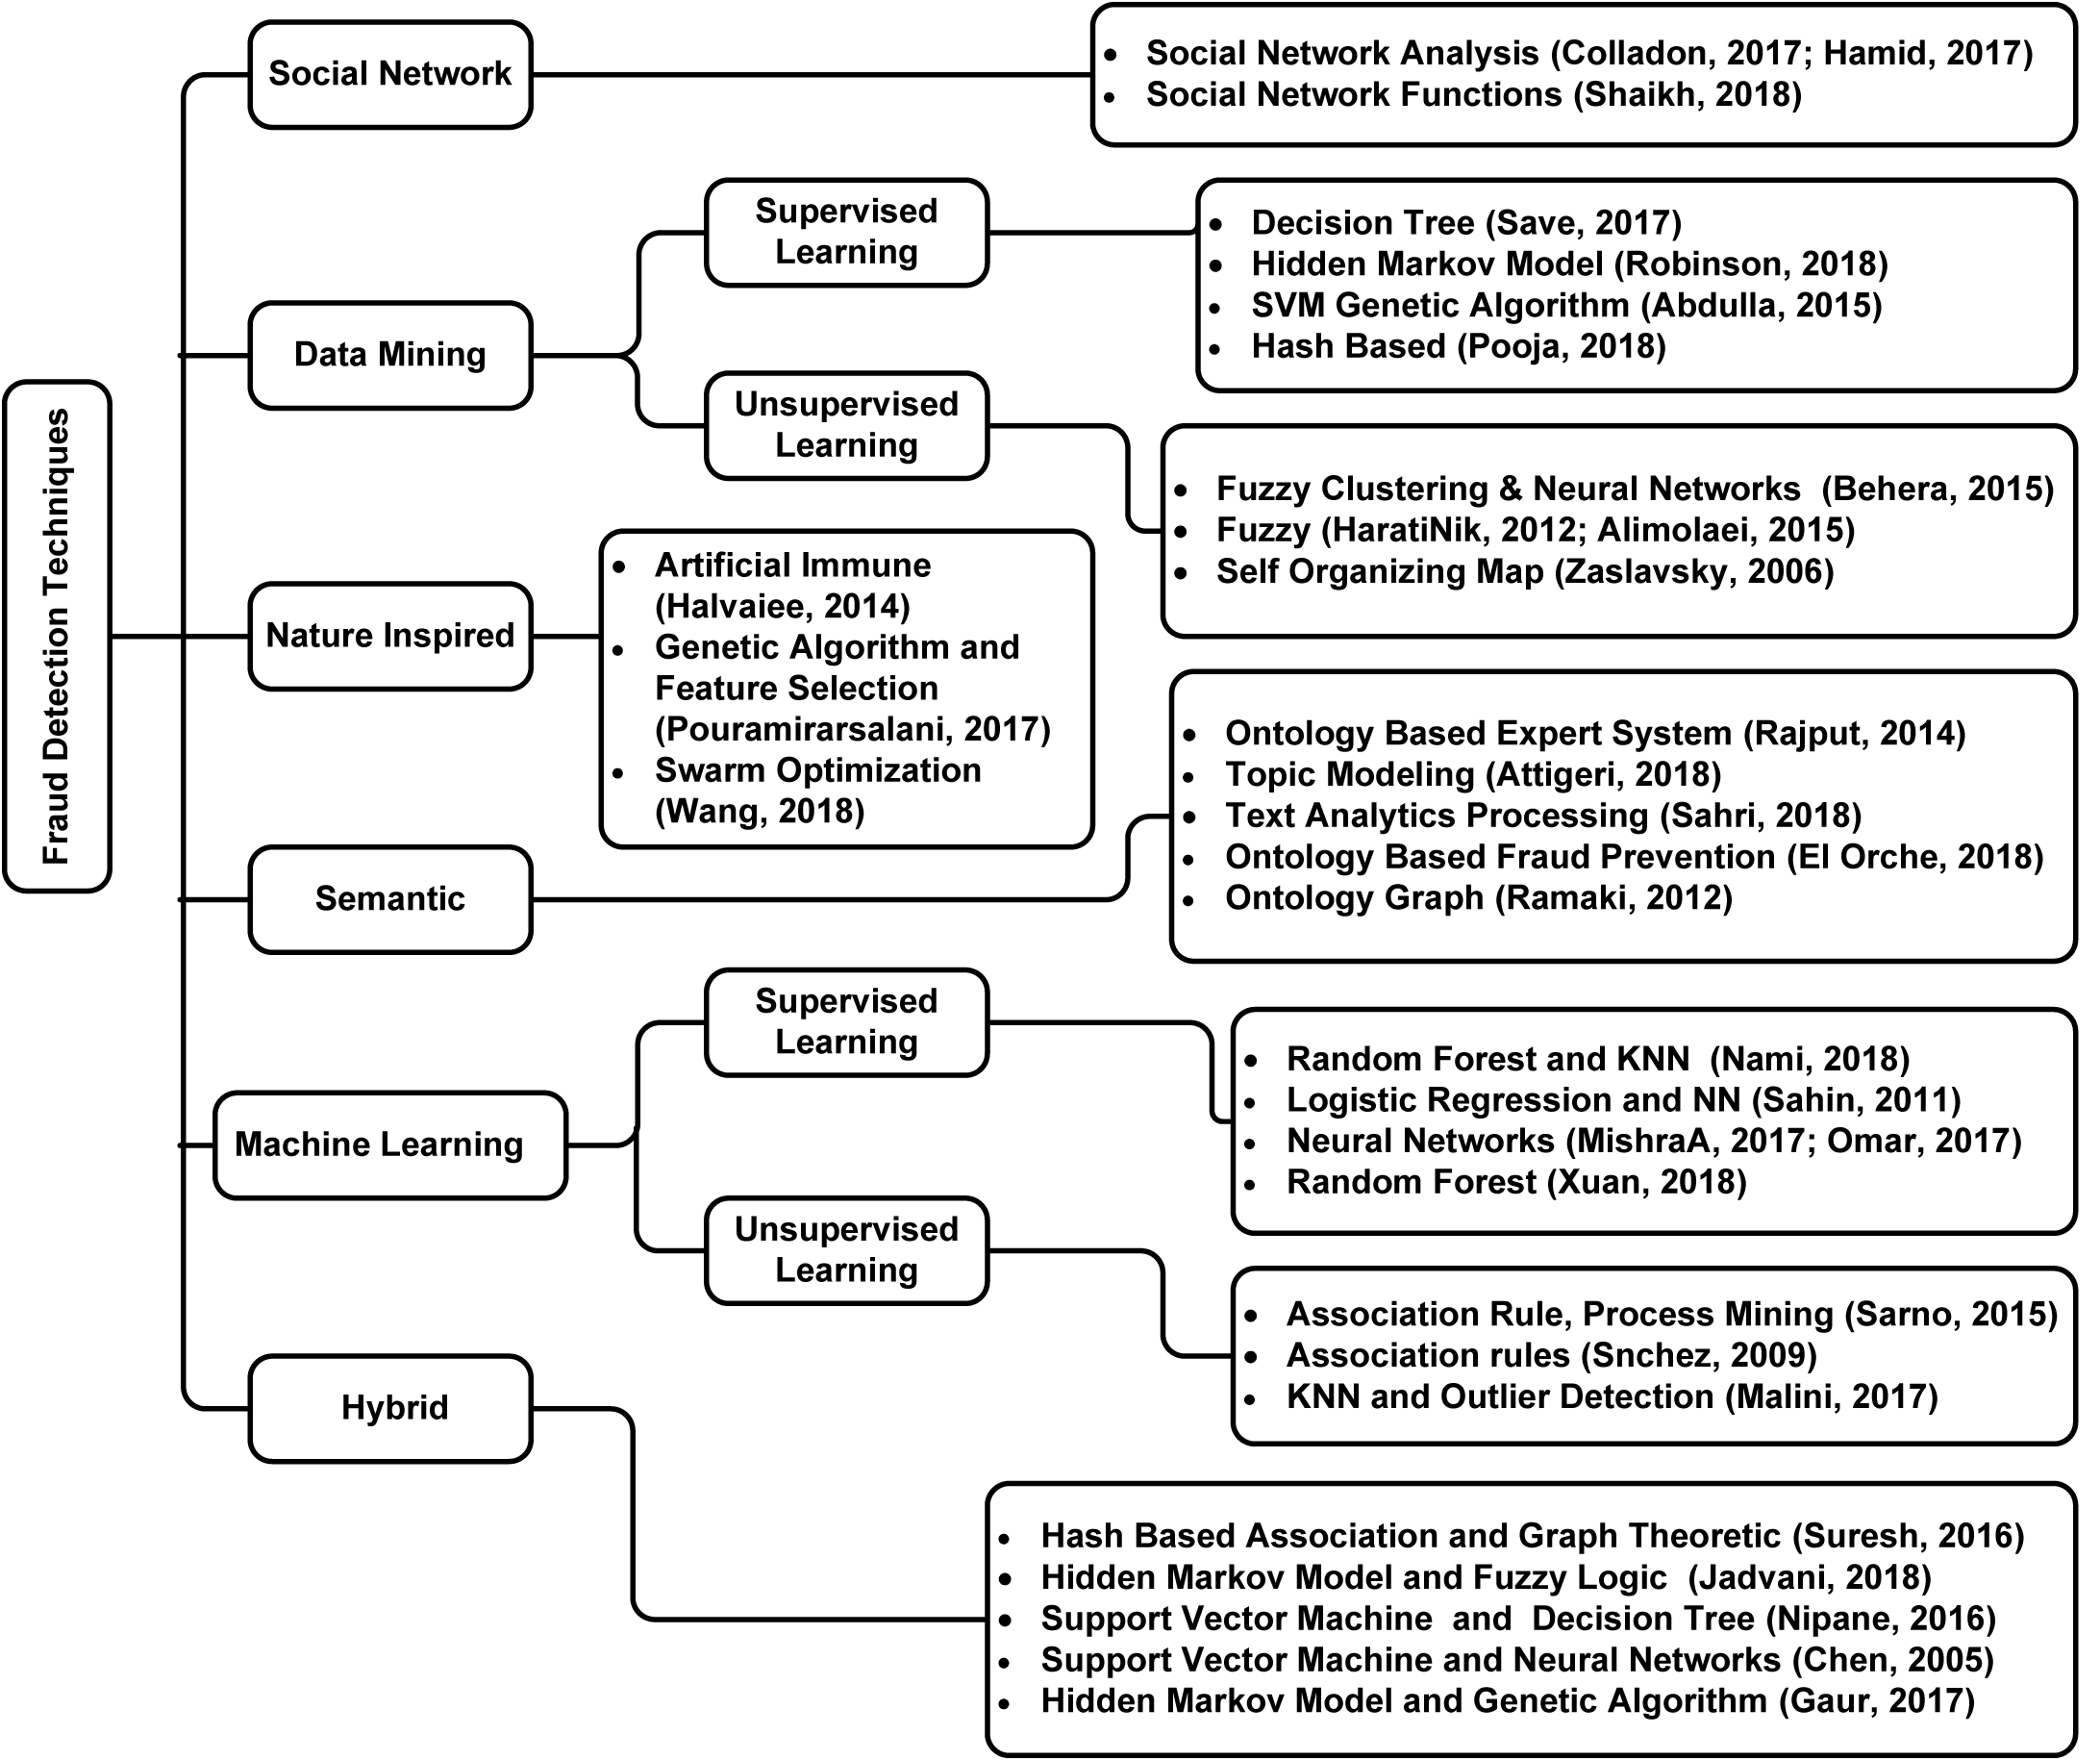 Fraud Detection Techniques
Social Network
• Social Network Analysis (Colladon, 2017; Hamid, 2017)
• Social Network Functions (Shaikh, 2018)
Data Mining
Supervised
Learning
• Decision Tree (Save, 2017)
• Hidden Markov Model (Robinson, 2018)
• SVM Genetic Algorithm (Abdulla, 2015)
• Hash Based (Pooja, 2018)
Unsupervised
Learning
• Fuzzy Clustering & Neural Networks (Behera, 2015)
• Fuzzy (HaratiNik, 2012; Alimolaei, 2015)
• Self Organizing Map (Zaslavsky, 2006)
Nature Inspired
• Artificial Immune
(Halvaiee, 2014)
• Genetic Algorithm and
Feature Selection
(Pouramirarsalani, 2017)
• Swarm Optimization
(Wang, 2018)
Semantic
• Ontology Based Expert System (Rajput, 2014)
• Topic Modeling (Attigeri, 2018)
• Text Analytics Processing (Sahri, 2018)
• Ontology Based Fraud Prevention (El Orche, 2018)
• Ontology Graph (Ramaki, 2012)
Machine Learning
Supervised
Learning
• Random Forest and KNN (Nami, 2018)
• Logistic Regression and NN (Sahin, 2011)
• Neural Networks (MishraA, 2017; Omar, 2017)
• Random Forest (Xuan, 2018)
Unsupervised
Learning
• Association Rule, Process Mining (Sarno, 2015)
• Association rules (Snchez, 2009)
• KNN and Outlier Detection (Malini, 2017)
Hybrid
• Hash Based Association and Graph Theoretic (Suresh, 2016)
• Hidden Markov Model and Fuzzy Logic (Jadvani, 2018)
• Support Vector Machine and Decision Tree (Nipane, 2016)
• Support Vector Machine and Neural Networks (Chen, 2005)
• Hidden Markov Model and Genetic Algorithm (Gaur, 2017)